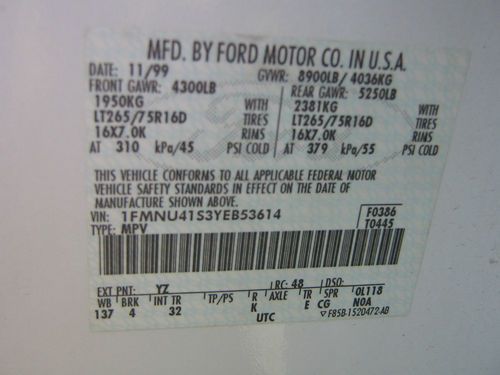 MFD. BY FORD MOTOR CO. IN U.S.A.
DATE: 11/99 GVWR: 8900LB/ 4036KG
FRONT GAWR: 4300LB REAR GAWR: 5250LB
1950KG WITH 2381KG WITH
LT265/75R16D TIRES LT265/75R16D TIRES
16X7.0K RIMS 16X7.0K RIMS
AT 310 kPa/45 PSI COLD AT 379 kPa/55 PSI COLD
THIS VEHICLE CONFORMS TO ALL APPLICABLE FEDERAL MOTOR
VEHICLE SAFETY STANDARDS IN EFFECT ON THE DATE OF
MANUFACTURE SHOWN ABOVE.
VIN: 1FMNU41S3YEB53614 F0386
TYPE: MPV T0445
EXT PNT: YZ RC: 48 DSO:
WB BRK INT TR TP/PS R AXLE TR SPR OL118
137 4 32 K E CG NOA
UTC F85B-1520472-AB